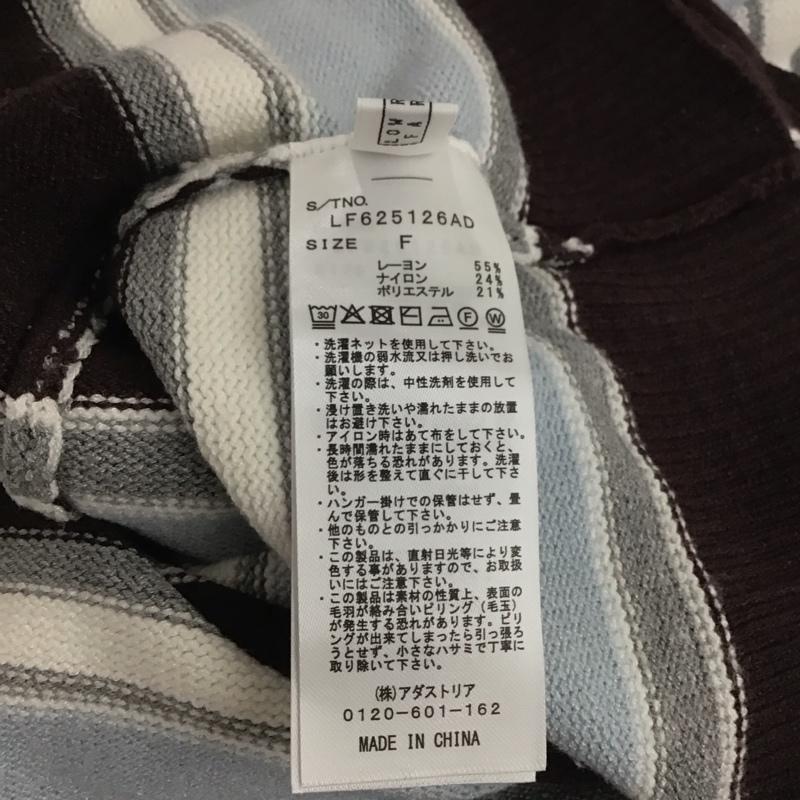 LOW R
F A R
S/TNO.
LF625126AD
SIZE F
レーヨン 55%
ナイロン 24%
ポリエステル 21%
30 F W
・洗濯ネットを使用して下さい。
・洗濯機の弱水流又は押し洗いでお
願いします。
・洗濯の際は、中性洗剤を使用して
下さい。
・浸け置き洗いや濡れたままの放置
はお避け下さい。
・アイロン時はあて布をして下さい。
・長時間濡れたままにしておくと、
色が落ちる恐れがあります。洗濯
後は形を整えて直ぐに干して下さ
い。
・ハンガー掛けでの保管はせず、畳
んで保管して下さい。
・他のものとの引っかかりにご注意
下さい。
・この製品は、直射日光等により変
色する事がありますので、お取扱
いにはご注意下さい。
・この製品は素材の性質上、表面の
毛羽が絡み合いピリング（毛玉）
が発生する恐れがあります。ピリ
ングが出来てしまったら引っ張ろ
うとせず、小さなハサミで丁寧に
取り除いて下さい。
(株)アダストリア
0120-601-162
MADE IN CHINA